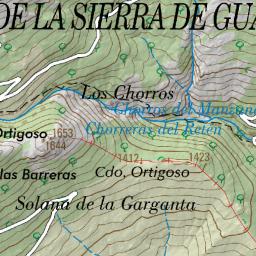 DE LA SIERRA DE GUA
Los Chorros
Chorros del Manzan
Chorreras del Retén
Ortigoso
1653
1644
1412
1423
las Barreras
Cdo, Ortigoso
Solana de la Garganta